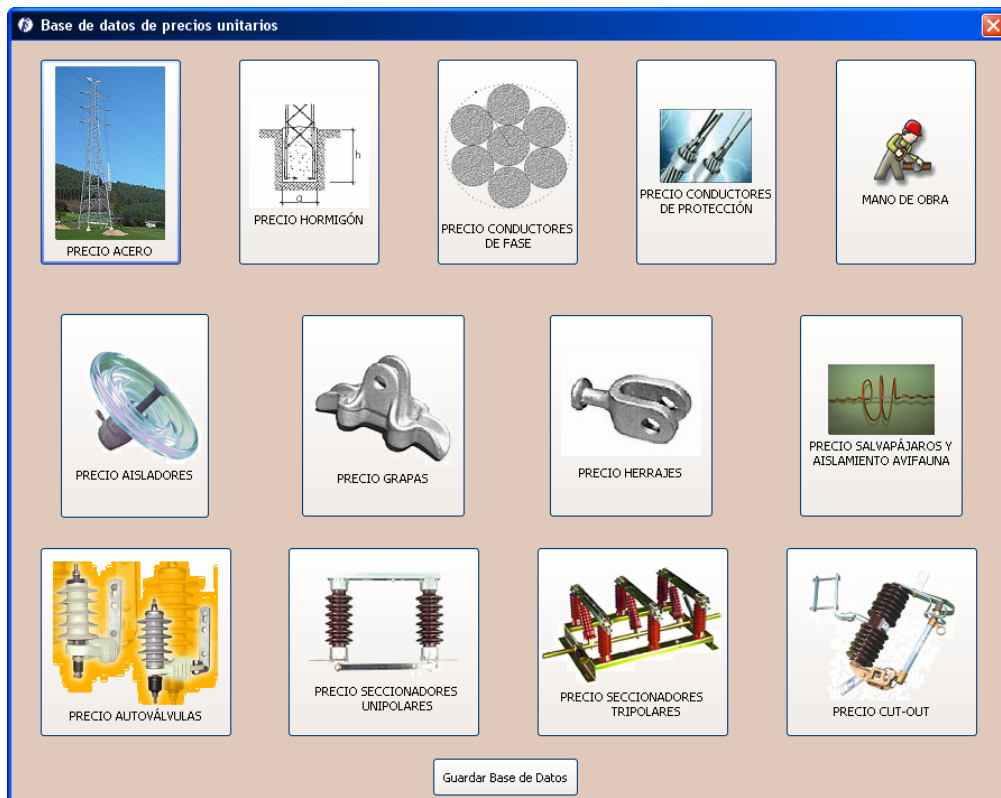 Base de datos de precios unitarios
PRECIO ACERO
h
a
PRECIO HORMIGÓN
PRECIO CONDUCTORES
DE FASE
PRECIO CONDUCTORES
DE PROTECCIÓN
MANO DE OBRA
PRECIO AISLADORES
PRECIO GRAPAS
PRECIO HERRAJES
PRECIO SALVAPÁJAROS Y
AISLAMIENTO AVIFAUNA
PRECIO AUTOVÁLVULAS
PRECIO SECCIONADORES
UNIPOLARES
PRECIO SECCIONADORES
TRIPOLARES
PRECIO CUT-OUT
Guardar Base de Datos